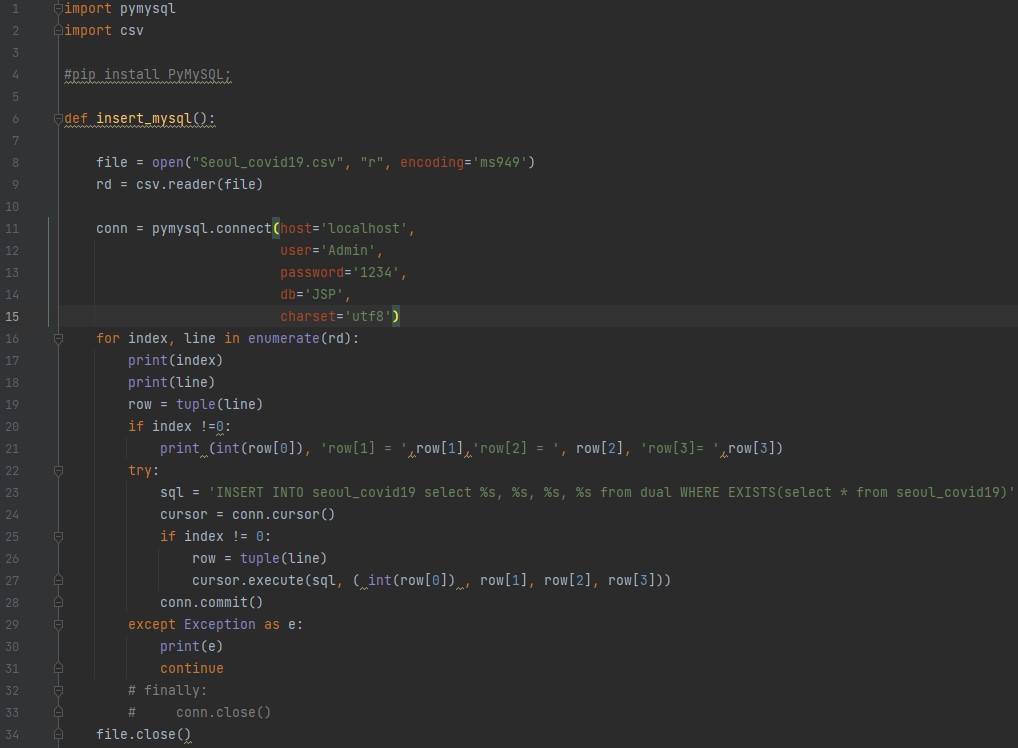 1 import pymysql
2 import csv
3
4 #pip install PyMySQL;
5
6 def insert_mysql():
7
8     file = open("Seoul_covid19.csv", "r", encoding='ms949')
9     rd = csv.reader(file)
10
11     conn = pymysql.connect(host='localhost',
12                            user='Admin',
13                            password='1234',
14                            db='JSP',
15                            charset='utf8')
16     for index, line in enumerate(rd):
17         print(index)
18         print(line)
19         row = tuple(line)
20         if index !=0:
21             print (int(row[0]), 'row[1] = ',row[1],'row[2] = ', row[2], 'row[3]= ',row[3])
22         try:
23             sql = 'INSERT INTO seoul_covid19 select %s, %s, %s, %s from dual WHERE EXISTS(select * from seoul_covid19)'
24             cursor = conn.cursor()
25             if index != 0:
26                 row = tuple(line)
27                 cursor.execute(sql, ( int(row[0]) , row[1], row[2], row[3]))
28             conn.commit()
29         except Exception as e:
30             print(e)
31             continue
32         # finally:
33         #     conn.close()
34     file.close()